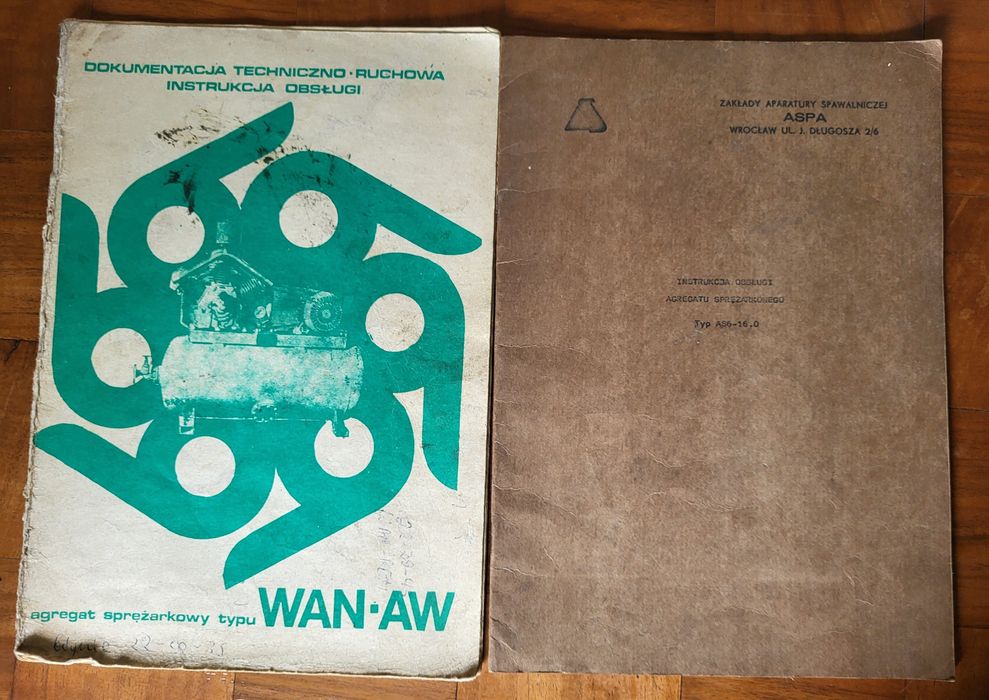 DOKUMENTACJA TECHNICZNO·RUCHOWA
INSTRUKCJA OBSŁUGI
agregat sprężarkowy typu WAN·AW
ZAKŁADY APARATURY SPAWALNICZEJ
ASPA
WROCŁAW UL. J. DŁUGOSZA 2/6
INSTRUKCJA OBSŁUGI
AGREGATU SPRĘŻARKOWEGO
Typ AS6-16.0